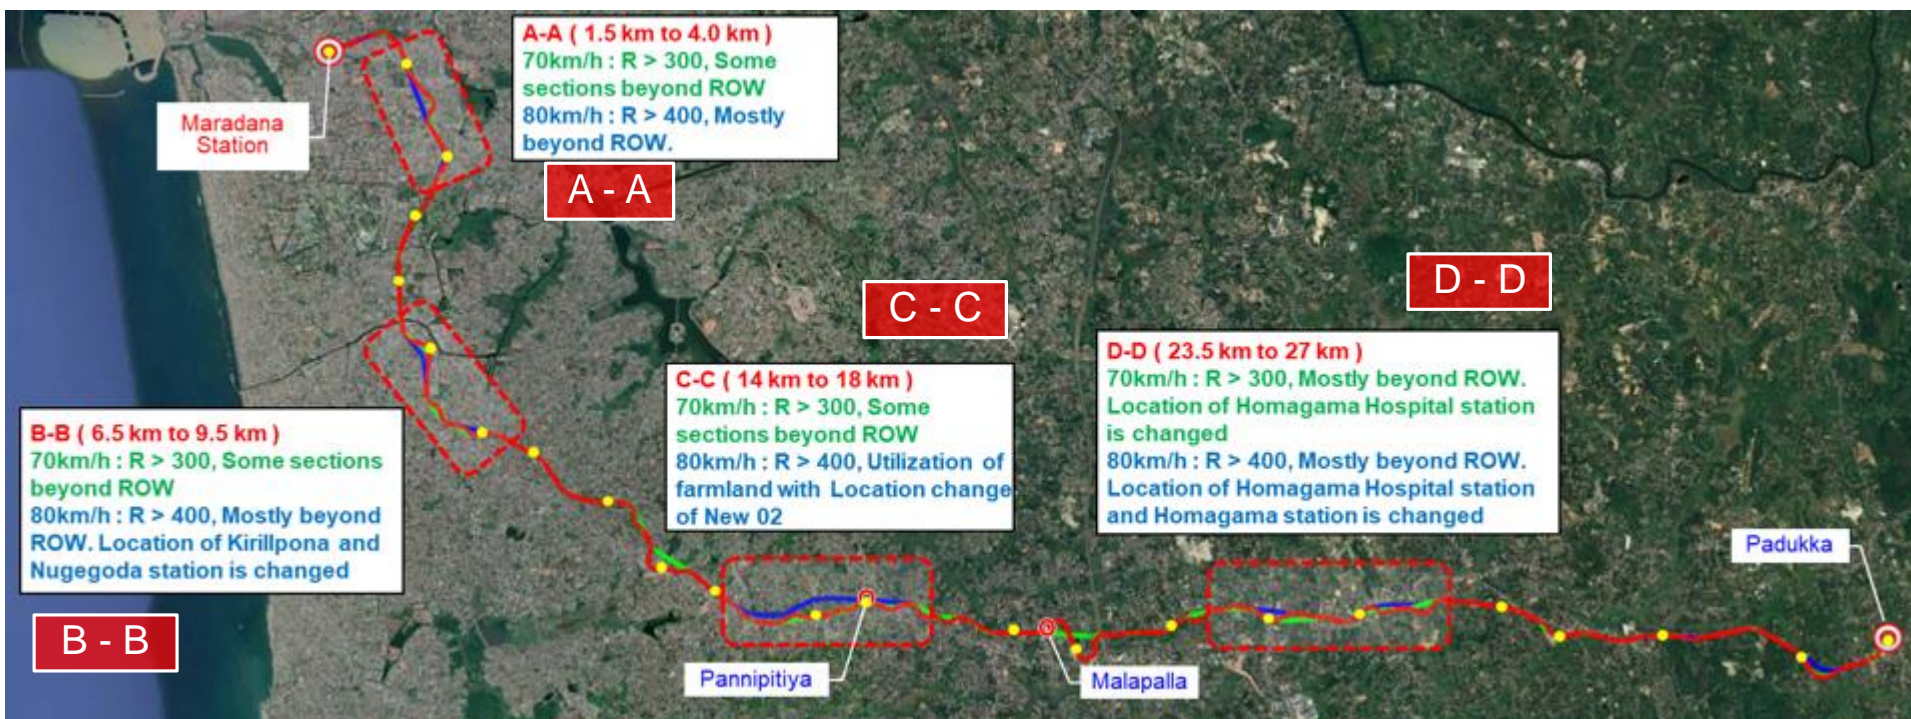 A-A ( 1.5 km to 4.0 km )
70km/h : R > 300, Some
sections beyond ROW
80km/h : R > 400, Mostly
beyond ROW.
Maradana
Station
A - A
D - D
C - C
D-D ( 23.5 km to 27 km )
70km/h : R > 300, Mostly beyond ROW.
Location of Homagama Hospital station
is changed
80km/h : R > 400, Mostly beyond ROW.
Location of Homagama Hospital station
and Homagama station is changed
C-C ( 14 km to 18 km )
70km/h : R > 300, Some
sections beyond ROW
80km/h : R > 400, Utilization of
farmland with Location change
of New 02
B-B ( 6.5 km to 9.5 km )
70km/h : R > 300, Some sections
beyond ROW
80km/h : R > 400, Mostly beyond
ROW. Location of Kirillpona and
Nugegoda station is changed
Padukka
B - B
Pannipitiya
Malapalla